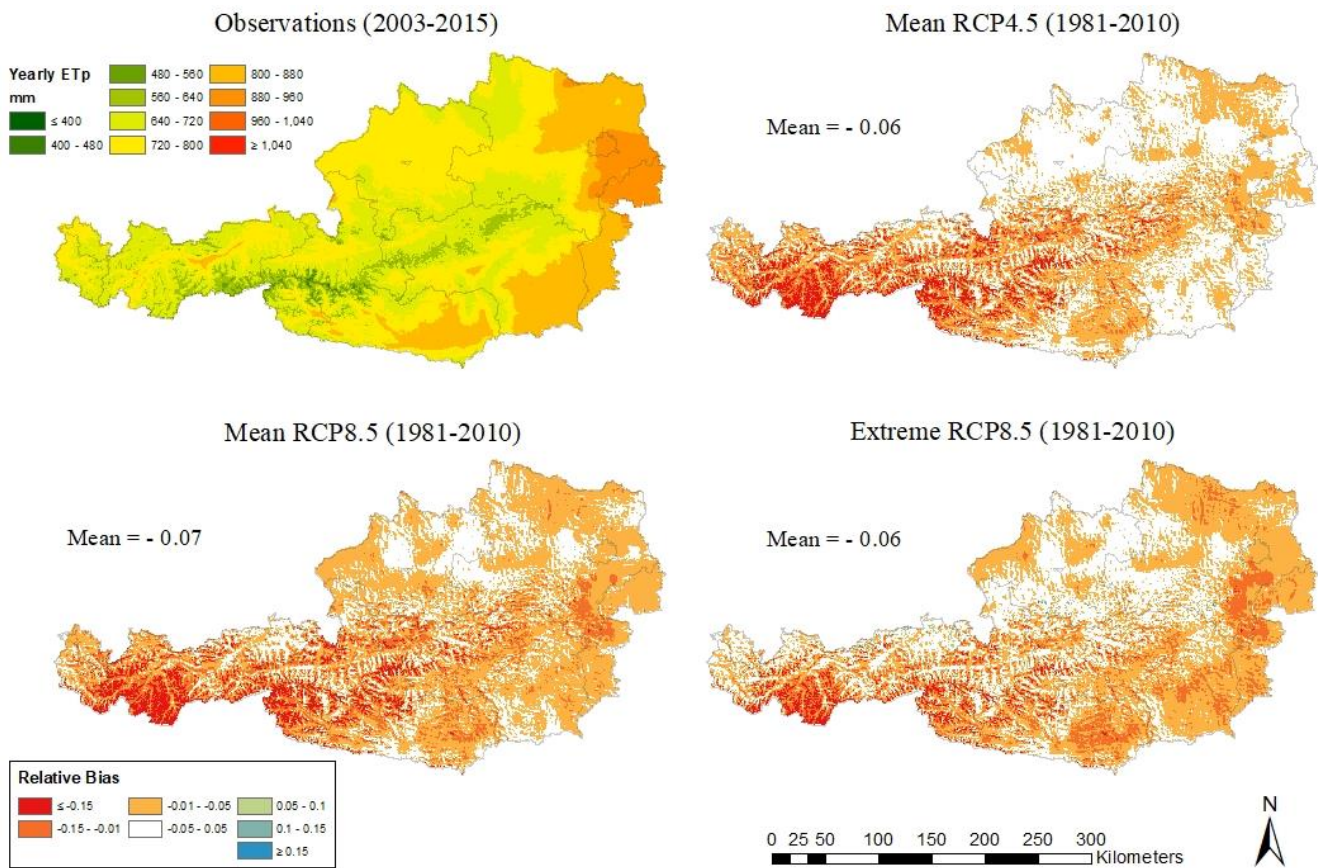 Observations (2003-2015)
Mean RCP4.5 (1981-2010)
Yearly ETp
mm
≤ 400
400 - 480
480 - 560
560 - 640
640 - 720
720 - 800
800 - 880
880 - 960
960 - 1,040
≥ 1,040
Mean = - 0.06
Mean RCP8.5 (1981-2010)
Extreme RCP8.5 (1981-2010)
Mean = - 0.07
Mean = - 0.06
Relative Bias
≤ -0.15
-0.15 - -0.01
-0.01 - -0.05
-0.05 - 0.05
0.05 - 0.1
0.1 - 0.15
≥ 0.15
N
0 25 50 100 150 200 250 300
Kilometers